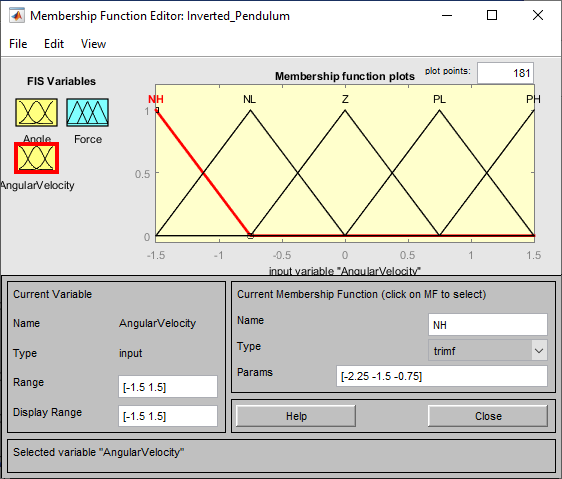 Membership Function Editor: Inverted_Pendulum
File Edit View
FIS Variables
Angle
Force
AngularVelocity
Membership function plots
plot points:
181
NH NL Z PL PH
1
0.5
0
-1.5 -1 -0.5 0 0.5 1 1.5
input variable "AngularVelocity"
Current Variable
Name AngularVelocity
Type input
Range [-1.5 1.5]
Display Range [-1.5 1.5]
Current Membership Function (click on MF to select)
Name NH
Type trimf
Params [-2.25 -1.5 -0.75]
Help Close
Selected variable "AngularVelocity"